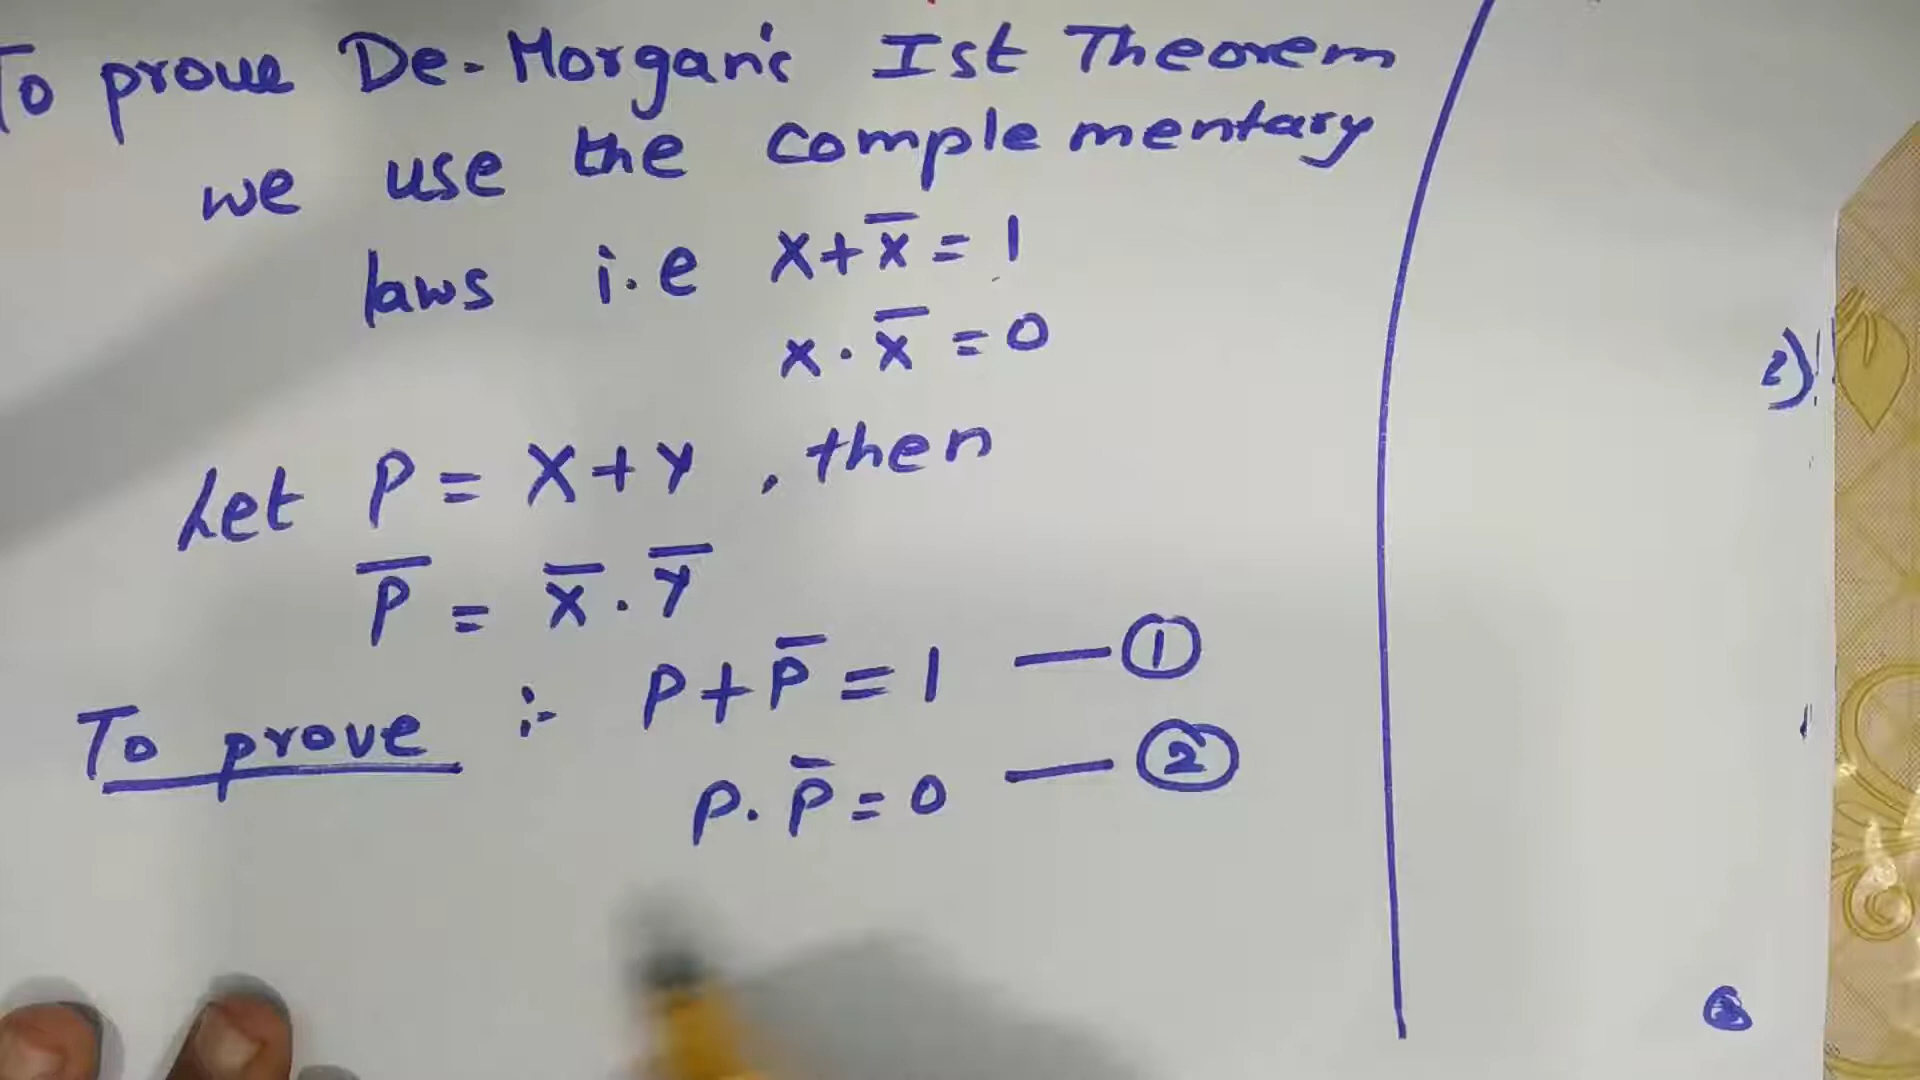 To prove De-Morgan's Ist Theorem
we use the complementary
laws i.e X+X̅ = 1
X . X̅ = 0
Let P = X+Y , then
P̅ = X̅ . Y̅
To prove :- P+P̅ = 1 — ①
P . P̅ = 0 — ②
2)